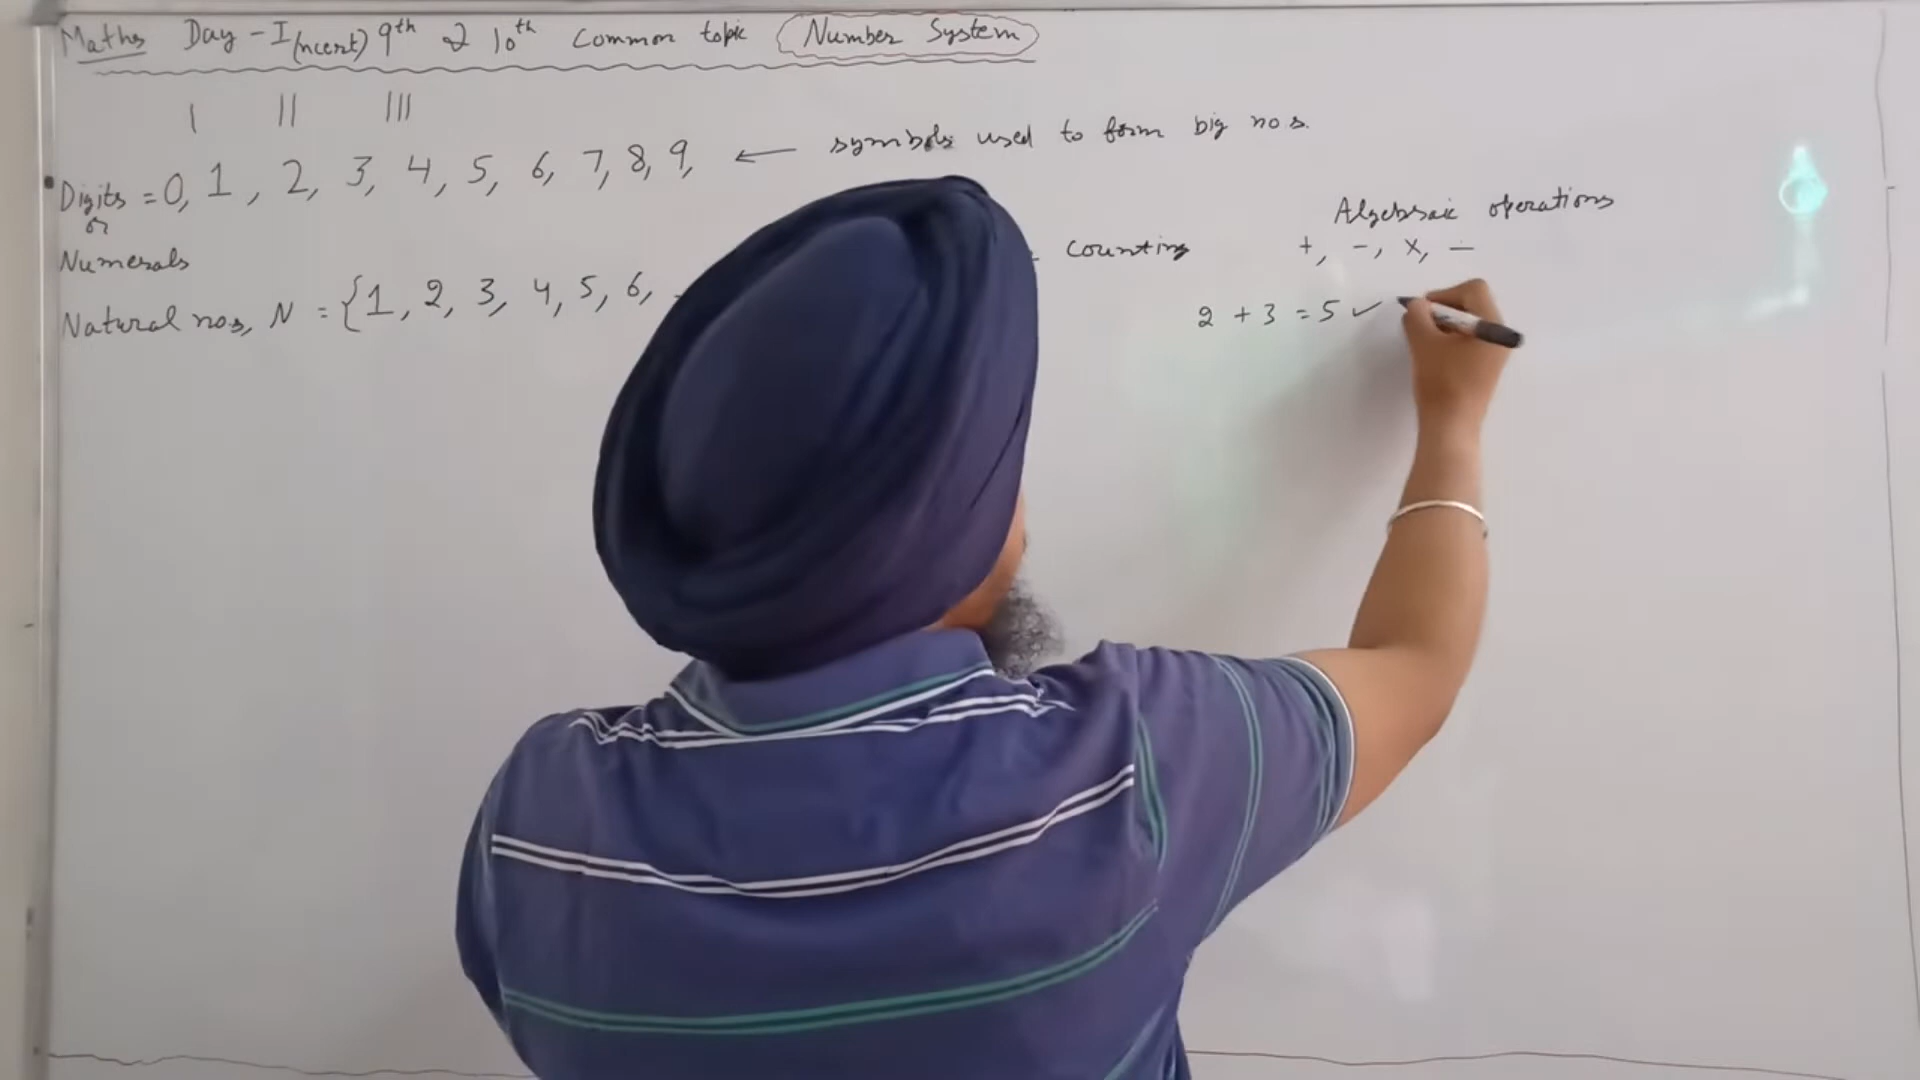 Maths Day - I (ncert) 9th & 10th Common topic Number System
| || |||
Digits = 0, 1, 2, 3, 4, 5, 6, 7, 8, 9, ← symbols used to form big nos.
or
Numerals
Algebraic operations
counting
+, -, ×, ÷
Natural nos, N = {1, 2, 3, 4, 5, 6,
2 + 3 = 5 ✓